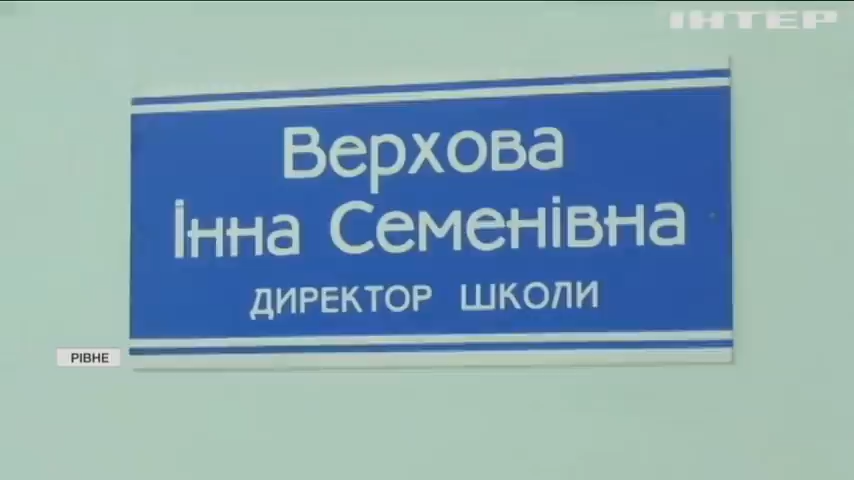 ІНТЕР
Верхова
Інна Семенівна
ДИРЕКТОР ШКОЛИ
РІВНЕ